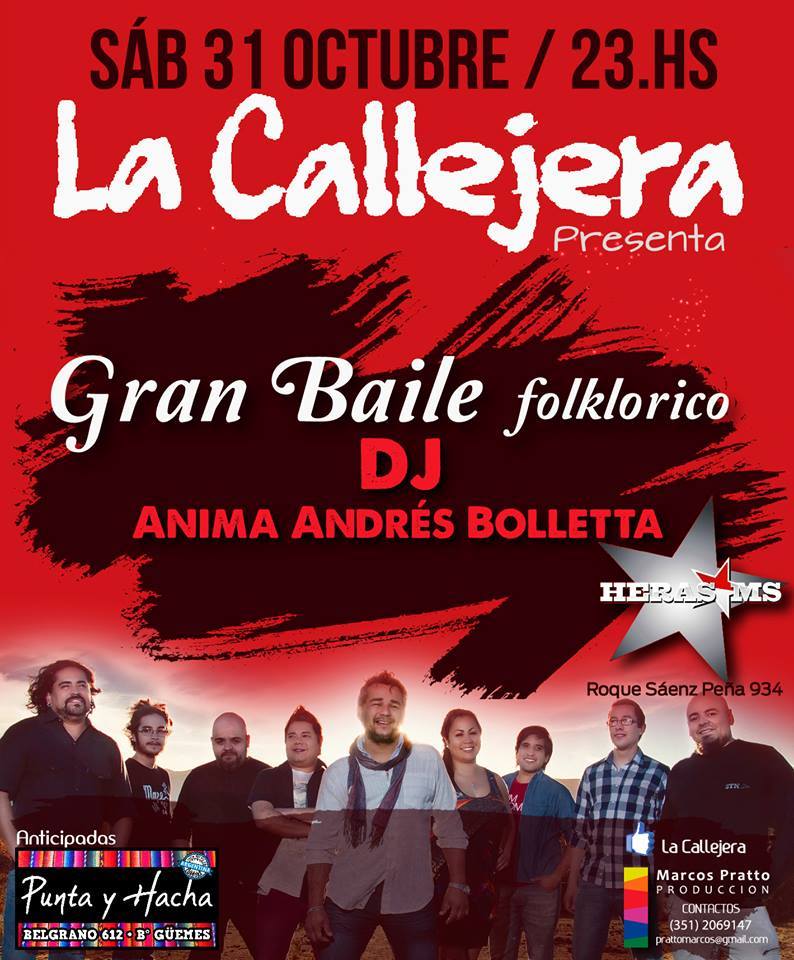 SÁB 31 OCTUBRE / 23.HS
La Callejera
Presenta
Gran Baile folklorico
DJ
ANIMA ANDRÉS BOLLETTA
HERAS MS
Roque Sáenz Peña 934
Anticipadas
ARGENTINA
Punta y Hacha
BELGRANO 612 • Bº GÜEMES
La Callejera
Marcos Pratto
PRODUCCION
CONTACTOS
(351) 2069147
prattomarcos@gmail.com